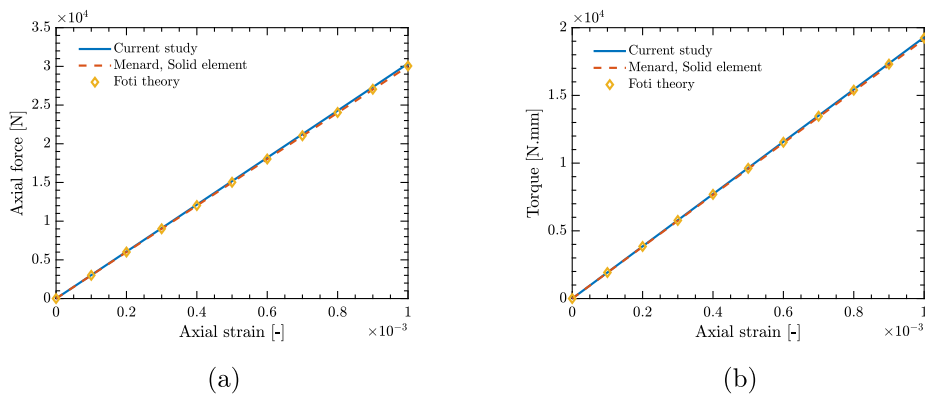 ×10⁴
3.5
3
2.5
2
1.5
1
0.5
0
Axial force [N]
Current study
Menard, Solid element
Foti theory
0 0.2 0.4 0.6 0.8 1
Axial strain [-]
×10⁻³
(a)
×10⁴
2
1.5
1
0.5
0
Torque [N.mm]
Current study
Menard, Solid element
Foti theory
0 0.2 0.4 0.6 0.8 1
Axial strain [-]
×10⁻³
(b)